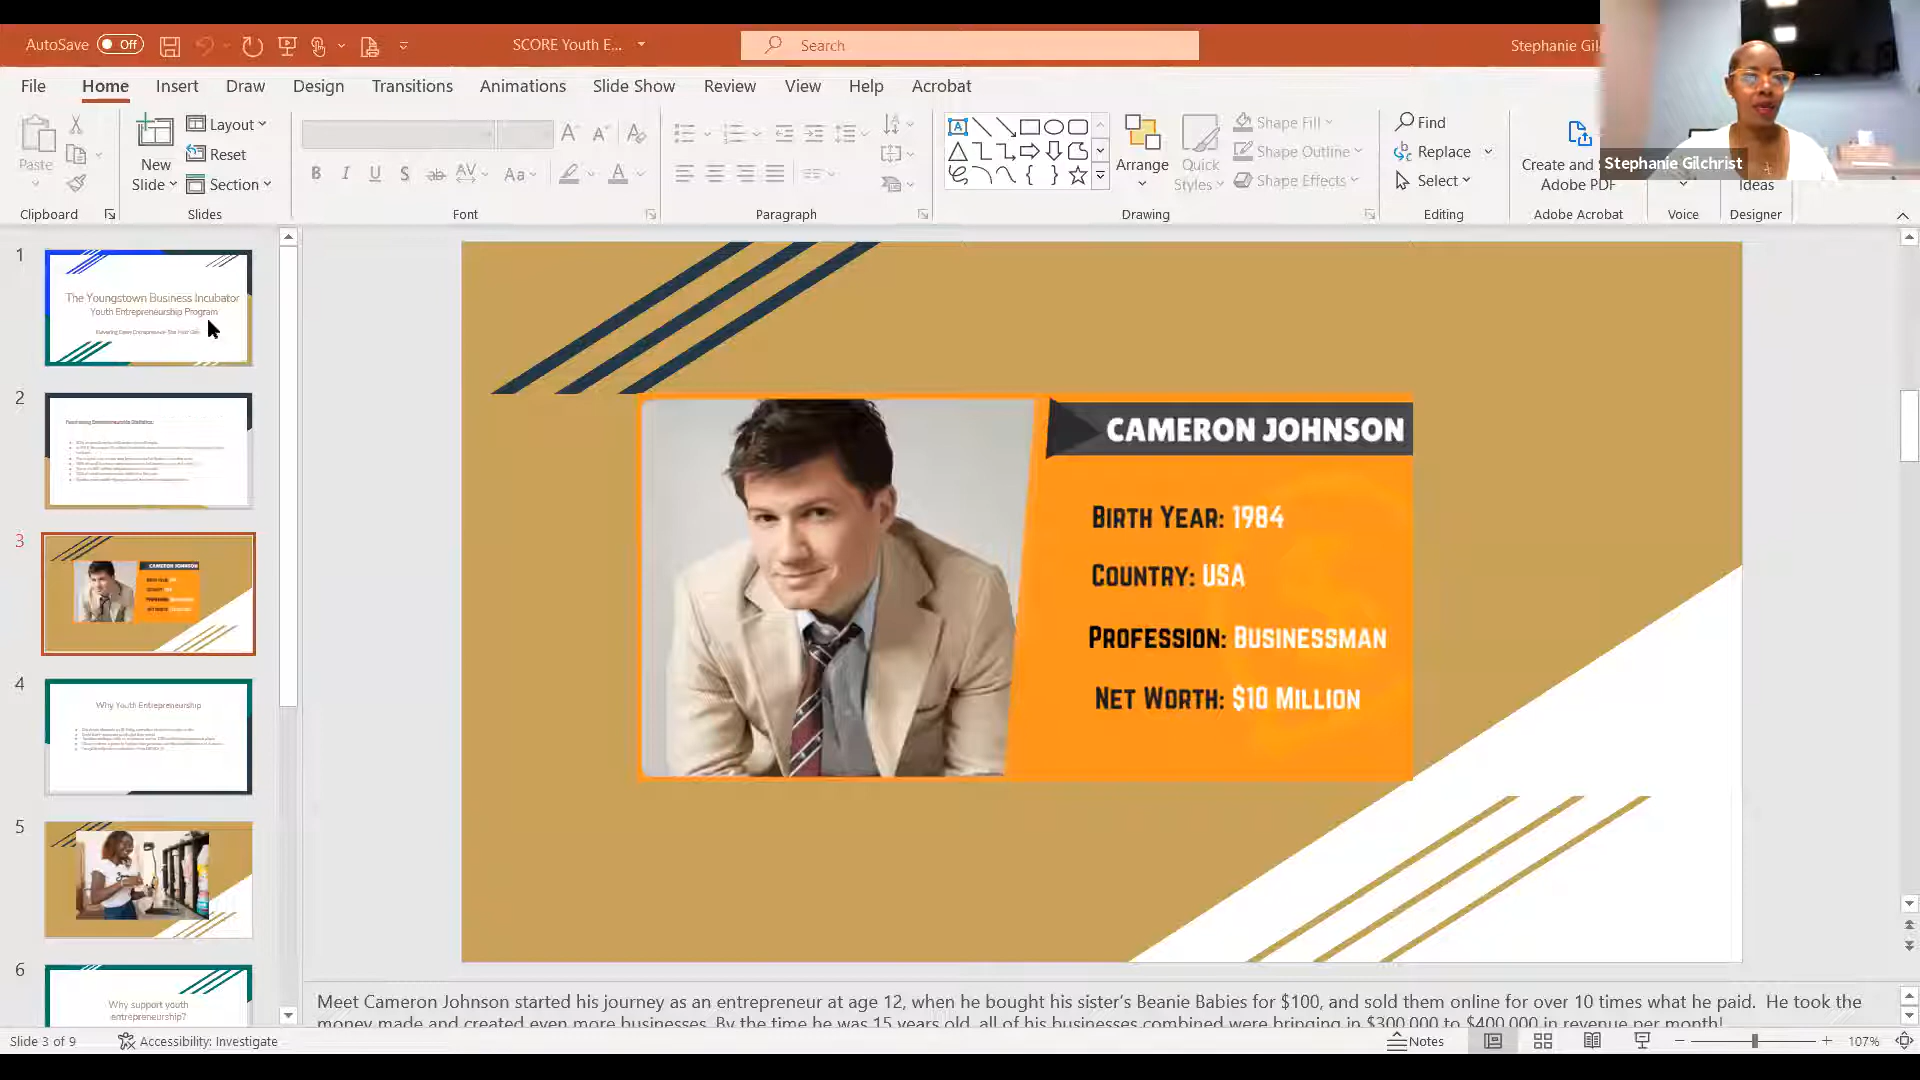 AutoSave Off SCORE Youth E... Search Stephanie Gil
File Home Insert Draw Design Transitions Animations Slide Show Review View Help Acrobat
Paste New Slide Layout Reset Section
B I U S ab AV Aa A A A
Arrange Quick Styles Shape Fill Shape Outline Shape Effects
Find Replace Select
Create and Adobe PDF
Ideas
Stephanie Gilchrist
Clipboard Slides Font Paragraph Drawing Editing Adobe Acrobat Voice Designer
1
The Youngstown Business Incubator
Youth Entrepreneurship Program
2
3
CAMERON JOHNSON
4
Why Youth Entrepreneurship
5
6
Why support youth
entrepreneurship?
CAMERON JOHNSON
BIRTH YEAR: 1984
COUNTRY: USA
PROFESSION: BUSINESSMAN
NET WORTH: $10 MILLION
Meet Cameron Johnson started his journey as an entrepreneur at age 12, when he bought his sister's Beanie Babies for $100, and sold them online for over 10 times what he paid. He took the
money made and created even more businesses. By the time he was 15 years old, all of his businesses combined were bringing in $300,000 to $400,000 in revenue per month!
Slide 3 of 9 Accessibility: Investigate Notes 107%